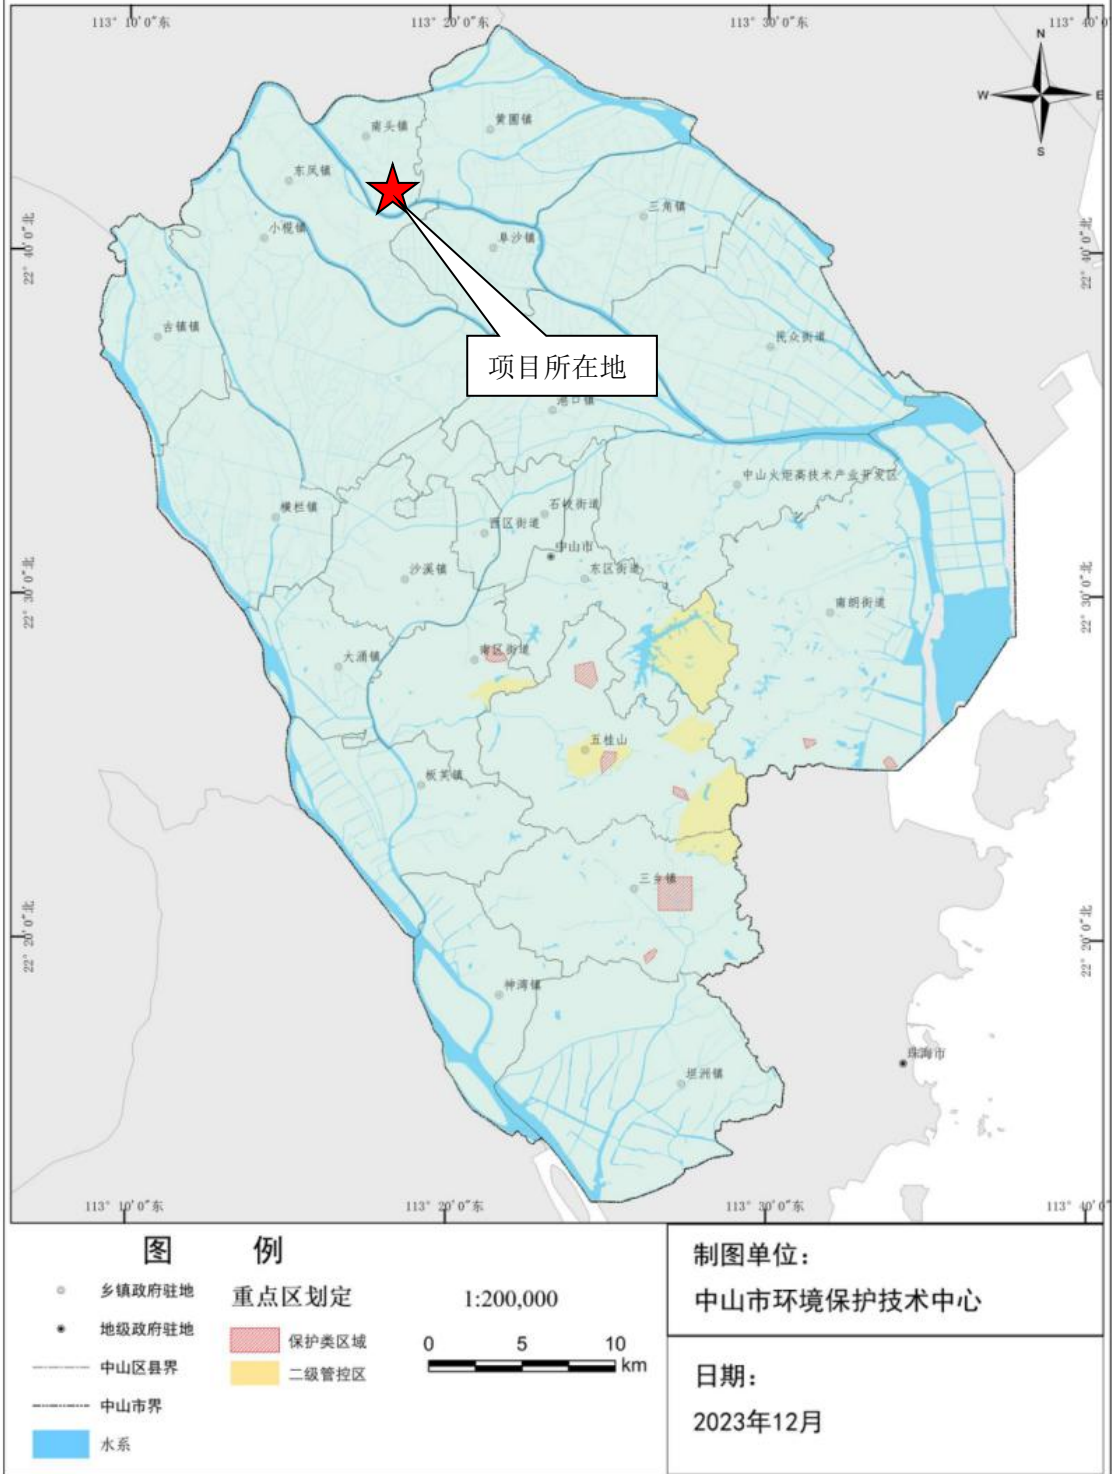 113° 10′0″东
113° 20′0″东
113° 30′0″东
113° 40′0″
N
W
E
S
南头镇
黄圃镇
东凤镇
三角镇
小榄镇
阜沙镇
22° 40′0″北
22° 40′0″北
古镇镇
民众街道
项目所在地
港口镇
中山火炬高技术产业开发区
横栏镇
石岐街道
西区街道
中山市
沙溪镇
东区街道
22° 30′0″北
南朗街道
22° 30′0″北
大涌镇
南区街道
五桂山
板芙镇
三乡镇
22° 20′0″北
22° 20′0″北
神湾镇
珠海市
坦洲镇
113° 10′0″东
113° 20′0″东
113° 30′0″东
113° 40′0
图 例
乡镇政府驻地
地级政府驻地
中山区县界
中山市界
水系
重点区划定
保护类区域
二级管控区
1:200,000
0 5 10
km
制图单位：
中山市环境保护技术中心
日期：
2023年12月